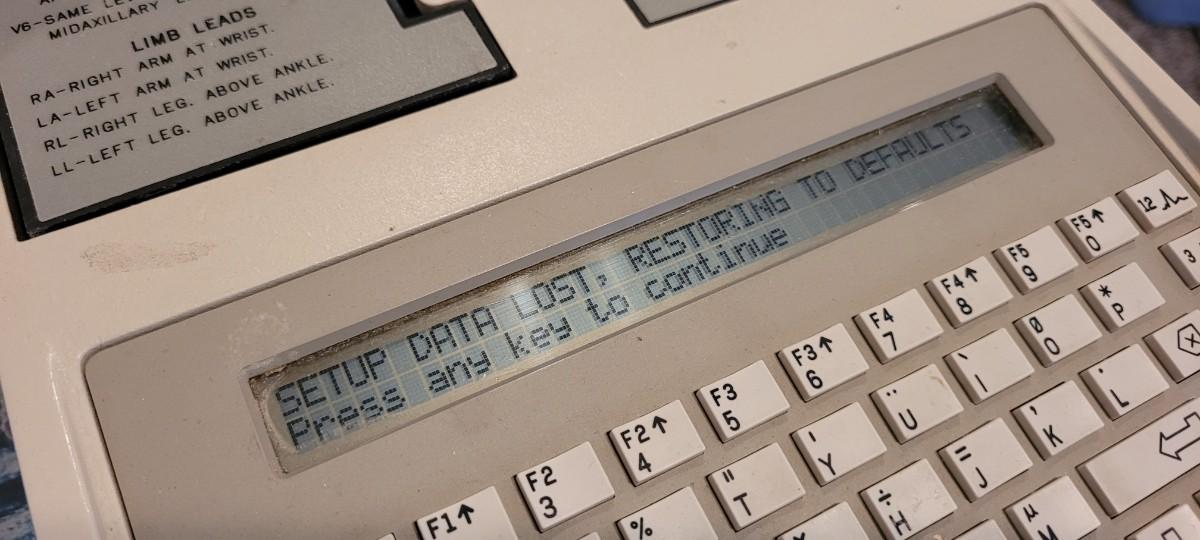 V6-SAME
MIDAXILLARY
LIMB LEADS
RA-RIGHT ARM AT WRIST.
LA-LEFT ARM AT WRIST.
RL-RIGHT LEG. ABOVE ANKLE.
LL-LEFT LEG. ABOVE ANKLE.
SETUP DATA LOST, RESTORING TO DEFAULTS
Press any key to continue
F1↑
F2
3
F2↑
4
F3
5
F3↑
6
F4
7
F4↑
8
F5
9
F5↑
0
12
%
"
T
'
Y
¨
U
`
I
Ø
O
*
P
3
÷
H
=
J
,
K
.
L
µ
M